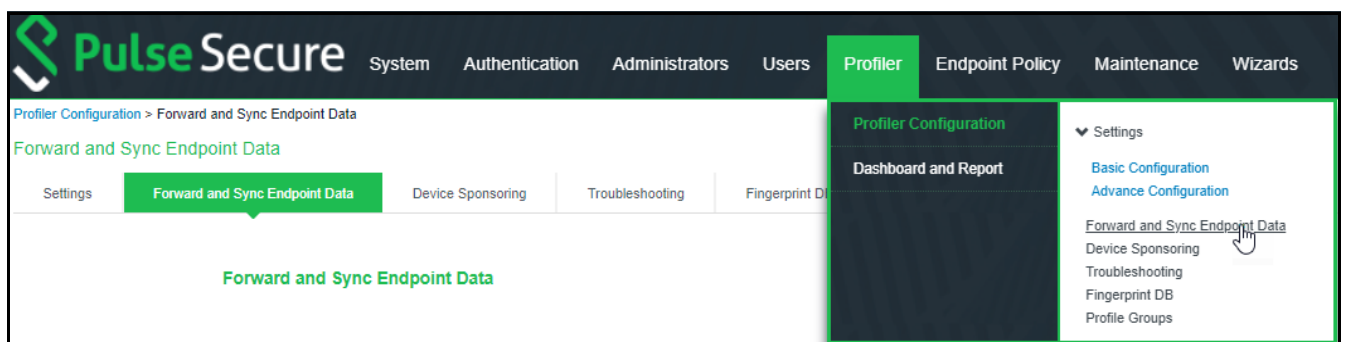 Pulse Secure
System Authentication Administrators Users Profiler Endpoint Policy Maintenance Wizards
Profiler Configuration > Forward and Sync Endpoint Data
Forward and Sync Endpoint Data
Settings Forward and Sync Endpoint Data Device Sponsoring Troubleshooting Fingerprint D
Forward and Sync Endpoint Data
Profiler Configuration
Dashboard and Report
Settings
Basic Configuration
Advance Configuration
Forward and Sync Endpoint Data
Device Sponsoring
Troubleshooting
Fingerprint DB
Profile Groups